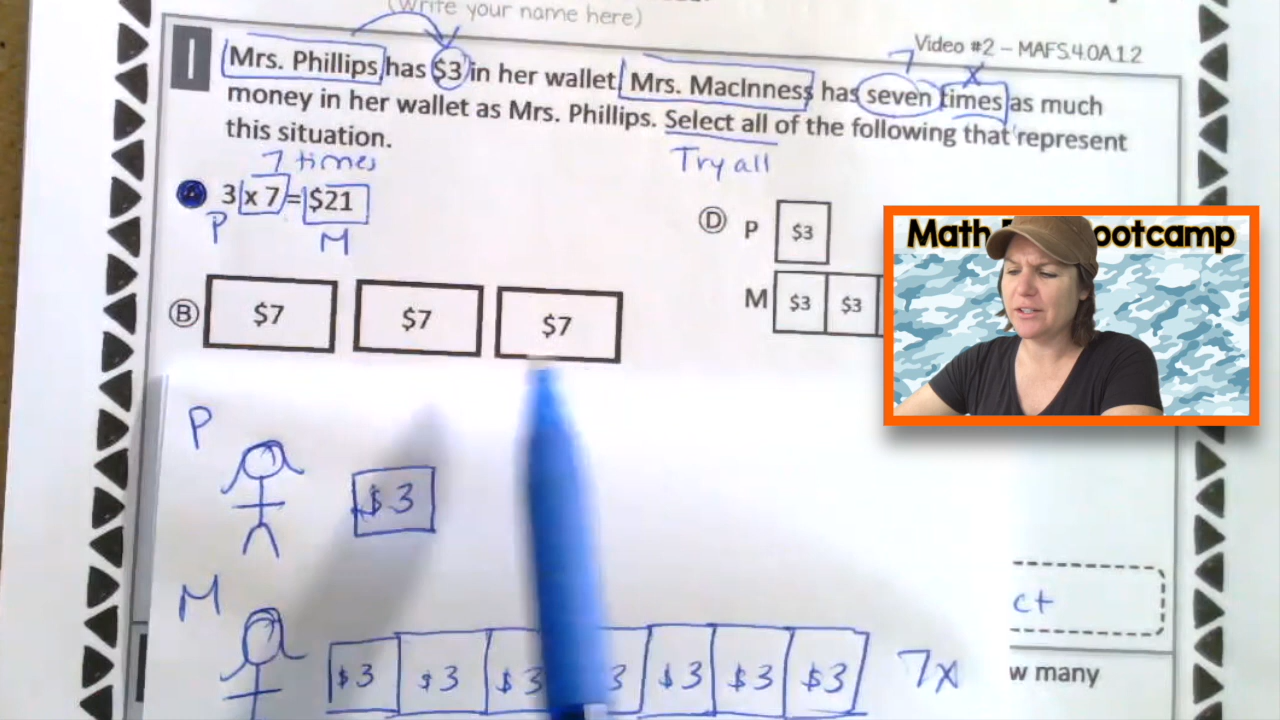 (Write your name here)
Video #2 – MAFS.4.OA.1.2
7
x
1
Mrs. Phillips has $3 in her wallet. Mrs. MacInness has seven times as much
money in her wallet as Mrs. Phillips. Select all of the following that represent
this situation.
7 times
Try all
3 x 7 = $21
P
M
B $7 $7 $7
D P $3
M $3 $3
Math
ootcamp
P
$3
M
$3 $3 $3 3 $3 $3 $3
7x
ct
w many